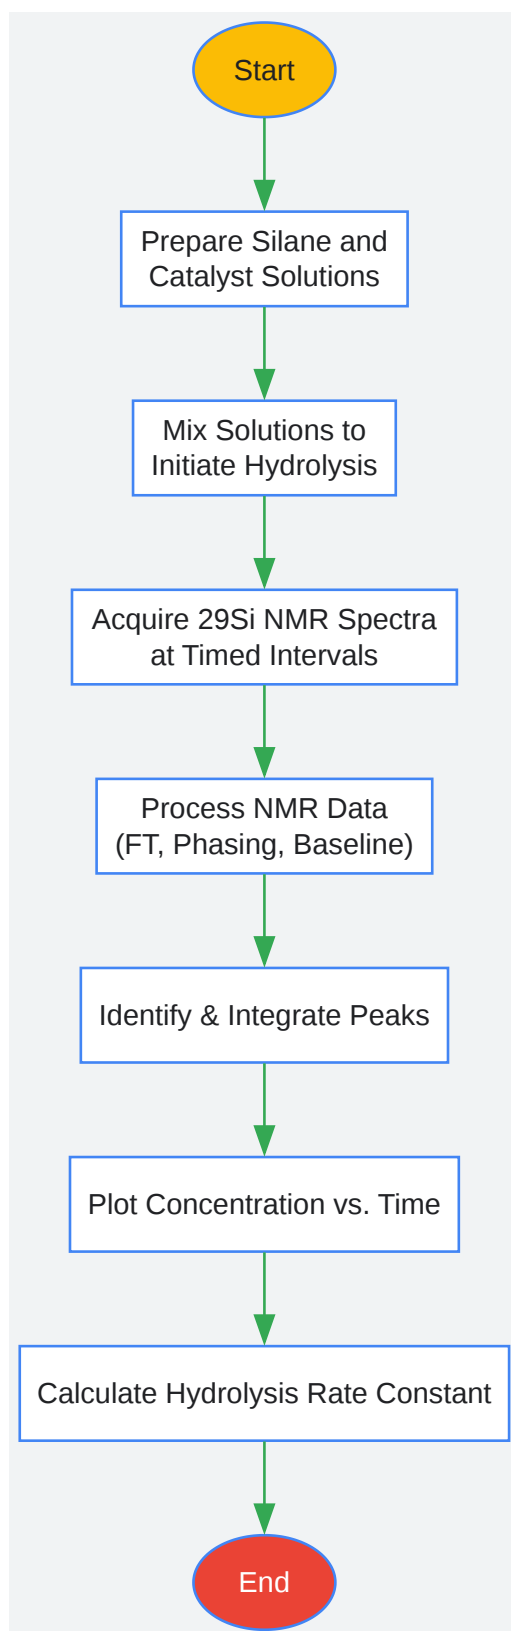 Start
Prepare Silane and
Catalyst Solutions
Mix Solutions to
Initiate Hydrolysis
Acquire 29Si NMR Spectra
at Timed Intervals
Process NMR Data
(FT, Phasing, Baseline)
Identify & Integrate Peaks
Plot Concentration vs. Time
Calculate Hydrolysis Rate Constant
End